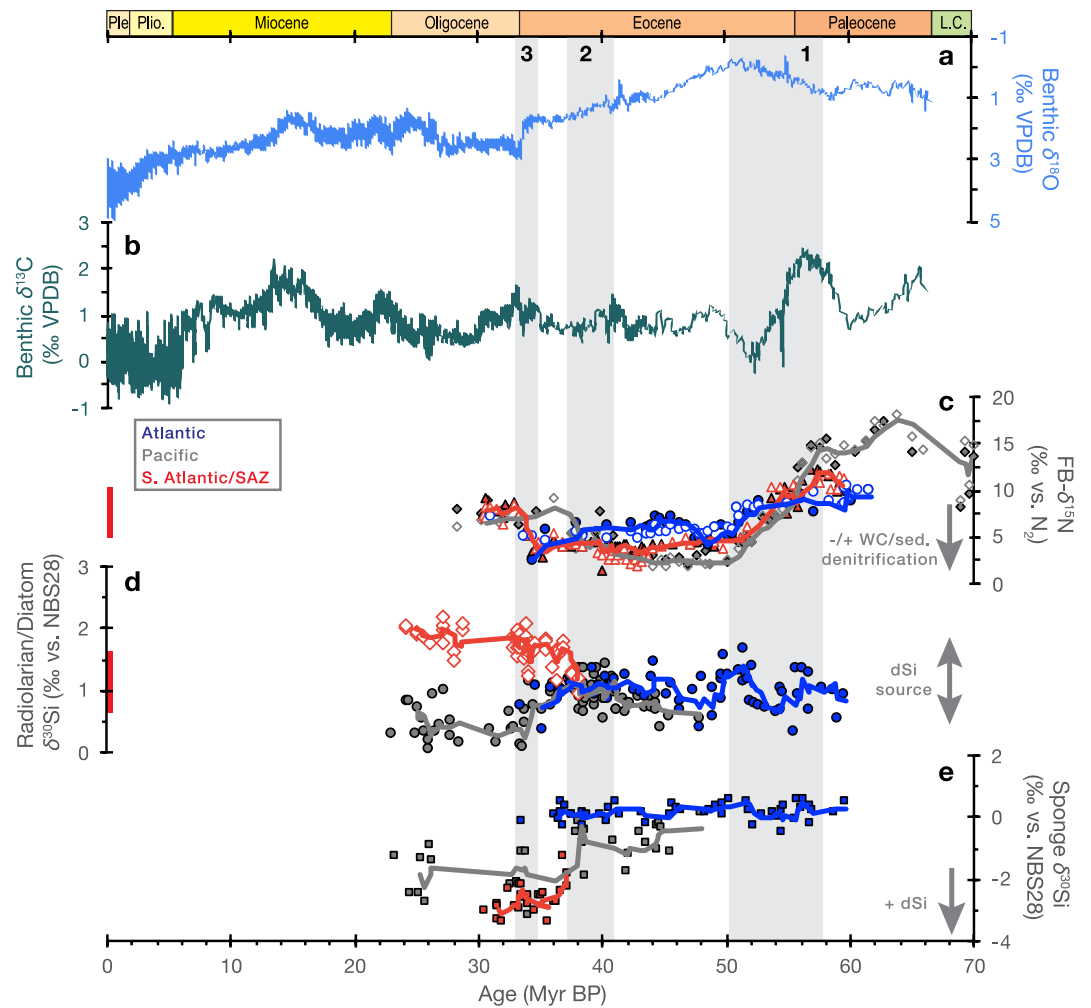 Ple Plio. Miocene Oligocene Eocene Paleocene L.C.
3 2 1
a
-1
1
3
5
Benthic δ18O
(‰ VPDB)
b
3
2
1
0
-1
Benthic δ13C
(‰ VPDB)
Atlantic
Pacific
S. Atlantic/SAZ
c
20
15
10
5
0
FB-δ15N
(‰ vs. N2)
-/+ WC/sed.
denitrification
d
3
2
1
0
Radiolarian/Diatom
δ30Si (‰ vs. NBS28)
dSi
source
e
2
0
-2
-4
Sponge δ30Si
(‰ vs. NBS28)
+ dSi
0 10 20 30 40 50 60 70
Age (Myr BP)